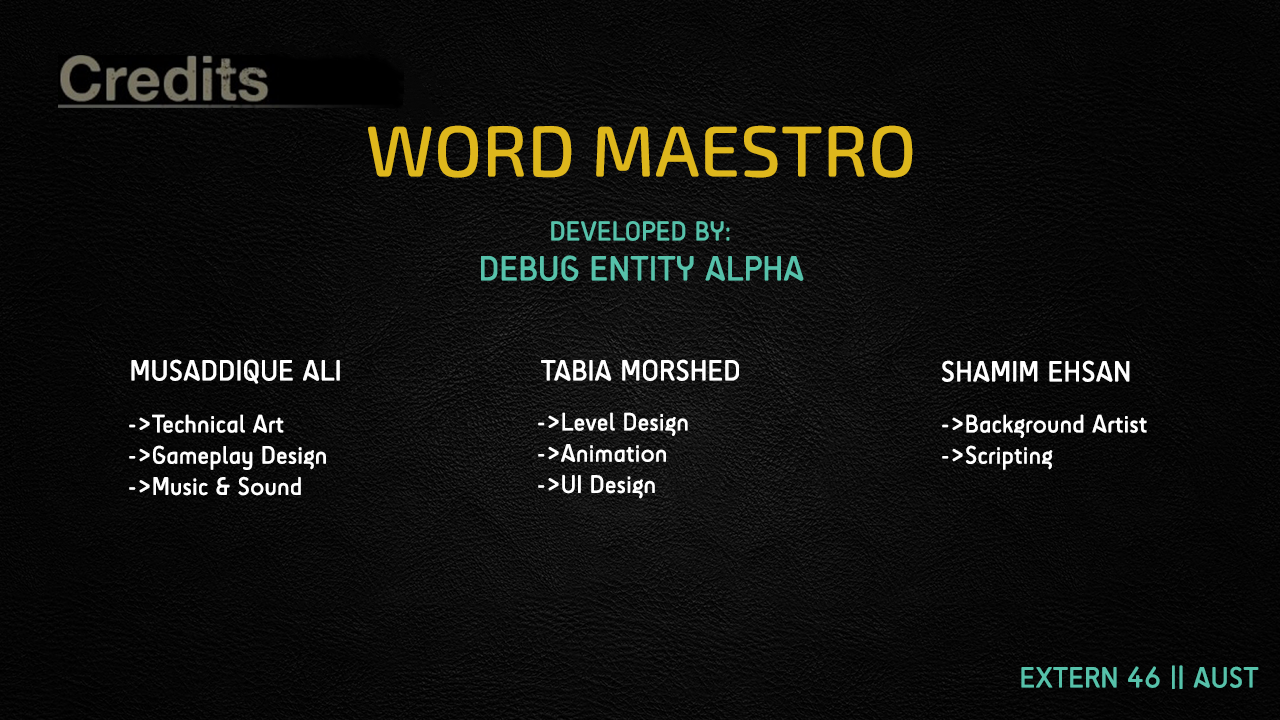 Credits
WORD MAESTRO
DEVELOPED BY:
DEBUG ENTITY ALPHA
MUSADDIQUE ALI
->Technical Art
->Gameplay Design
->Music & Sound
TABIA MORSHED
->Level Design
->Animation
->UI Design
SHAMIM EHSAN
->Background Artist
->Scripting
EXTERN 46 || AUST